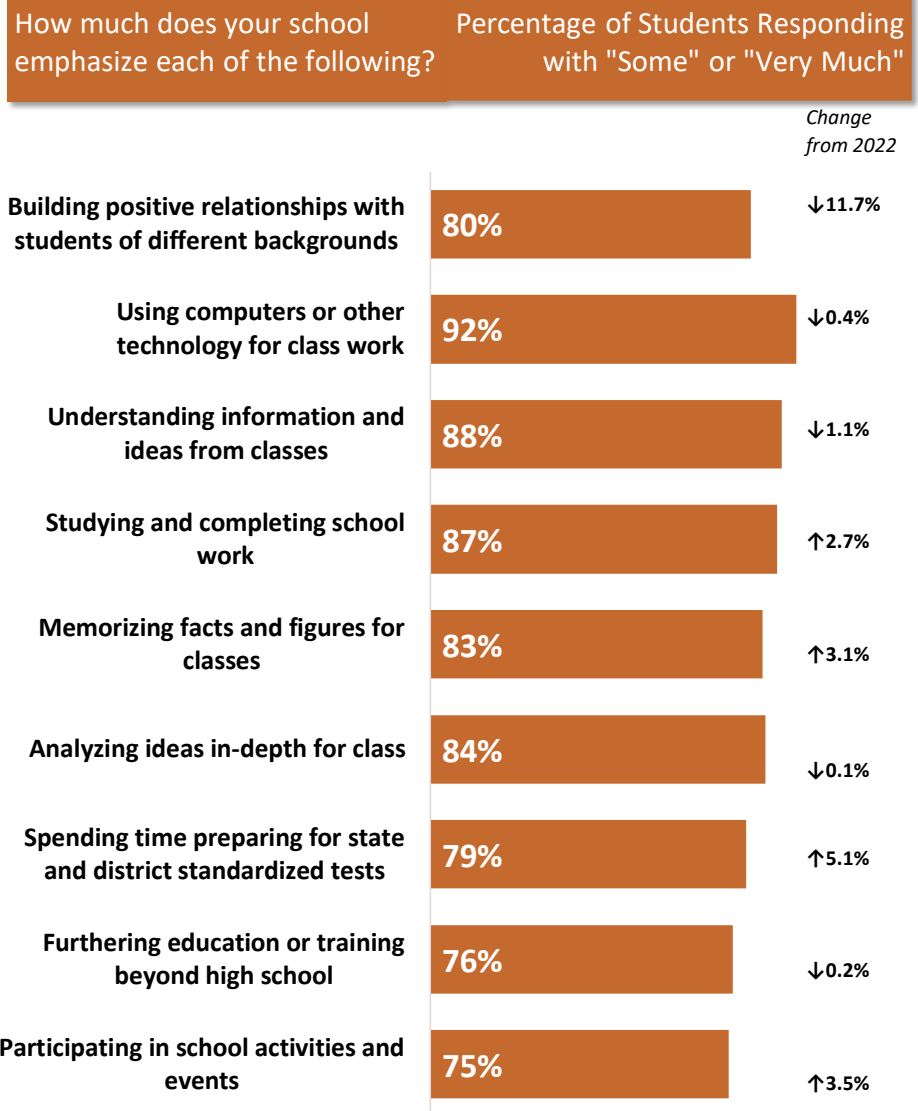 How much does your school
emphasize each of the following?
Percentage of Students Responding
with "Some" or "Very Much"
Change
from 2022
Building positive relationships with
students of different backgrounds
80%
↓11.7%
Using computers or other
technology for class work
92%
↓0.4%
Understanding information and
ideas from classes
88%
↓1.1%
Studying and completing school
work
87%
↑2.7%
Memorizing facts and figures for
classes
83%
↑3.1%
Analyzing ideas in-depth for class
84%
↓0.1%
Spending time preparing for state
and district standardized tests
79%
↑5.1%
Furthering education or training
beyond high school
76%
↓0.2%
Participating in school activities and
events
75%
↑3.5%